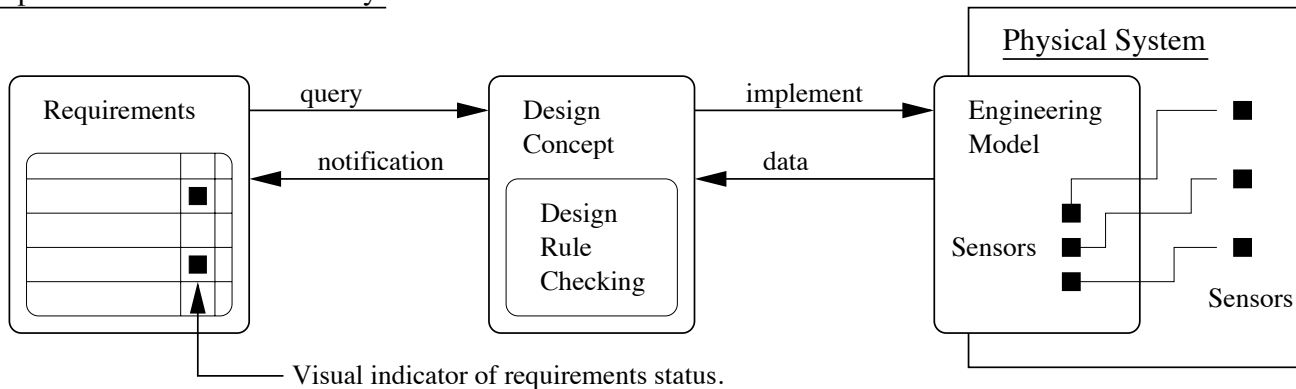 Physical System
Requirements
query
notification
Design
Concept
Design
Rule
Checking
implement
data
Engineering
Model
Sensors
Sensors
Visual indicator of requirements status.